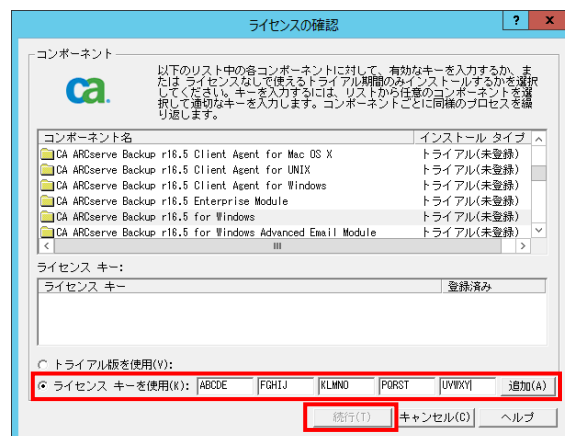 ライセンスの確認
? x
コンポーネント
ca.
以下のリスト中の各コンポーネントに対して、有効なキーを入力するか、ま
たは ライセンスなしで使えるトライアル期間のみインストールするかを選択
してください。キーを入力するには、リストから任意のコンポーネントを選
択して適切なキーを入力します。コンポーネントごとに同様のプロセスを繰
り返します。
コンポーネント名 インストール タイプ
CA ARCserve Backup r16.5 Client Agent for Mac OS X トライアル(未登録)
CA ARCserve Backup r16.5 Client Agent for UNIX トライアル(未登録)
CA ARCserve Backup r16.5 Client Agent for Windows トライアル(未登録)
CA ARCserve Backup r16.5 Enterprise Module トライアル(未登録)
CA ARCserve Backup r16.5 for Windows トライアル(未登録)
CA ARCserve Backup r16.5 for Windows Advanced Email Module トライアル(未登録)
ライセンス キー:
ライセンス キー 登録済み
トライアル版を使用(V):
ライセンス キーを使用(K): ABCDE FGHIJ KLMNO PQRST UVWXY 追加(A)
続行(T) キャンセル(C) ヘルプ